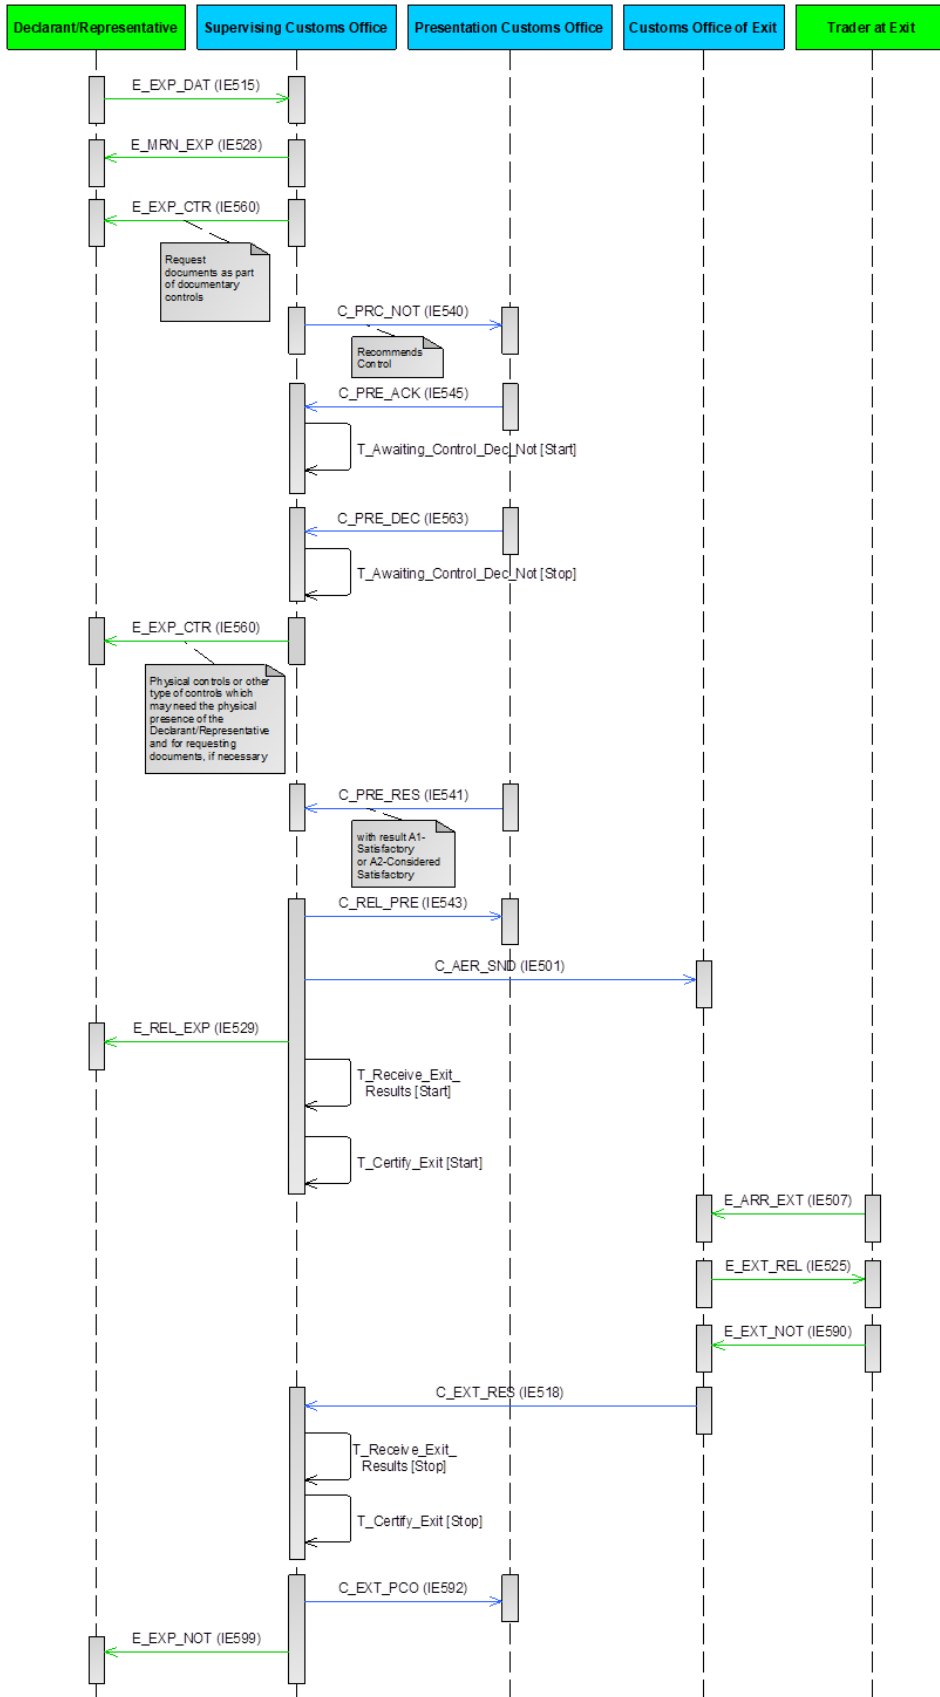 Declarant/Representative
Supervising Customs Office
Presentation Customs Office
Customs Office of Exit
Trader at Exit
E_EXP_DAT (IE515)
E_MRN_EXP (IE528)
E_EXP_CTR (IE560)
Request
documents as part
of documentary
controls
C_PRC_NOT (IE540)
Recommends
Control
C_PRE_ACK (IE545)
T_Awaiting_Control_Dec_Not [Start]
C_PRE_DEC (IE563)
T_Awaiting_Control_Dec_Not [Stop]
E_EXP_CTR (IE560)
Physical controls or other
type of controls which
may need the physical
presence of the
Declarant/Representative
and for requesting
documents, if necessary
C_PRE_RES (IE541)
with result A1-
Satisfactory
or A2-Considered
Satisfactory
C_REL_PRE (IE543)
C_AER_SND (IE501)
E_REL_EXP (IE529)
T_Receive_Exit_
Results [Start]
T_Certify_Exit [Start]
E_ARR_EXT (IE507)
E_EXT_REL (IE525)
E_EXT_NOT (IE590)
C_EXT_RES (IE518)
T_Receive_Exit_
Results [Stop]
T_Certify_Exit [Stop]
C_EXT_PCO (IE592)
E_EXP_NOT (IE599)